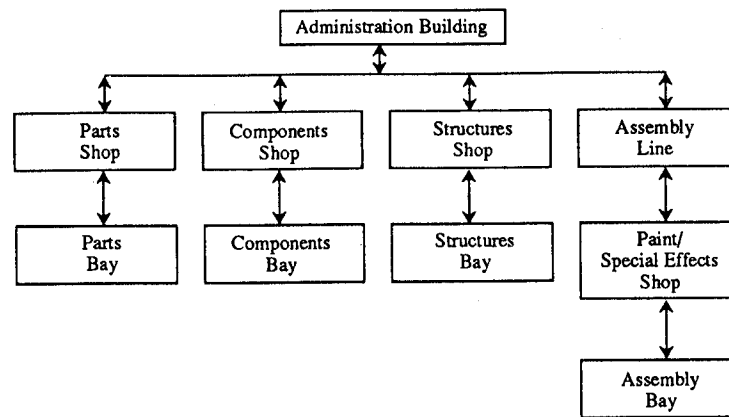 Administration Building
Parts
Shop
Components
Shop
Structures
Shop
Assembly
Line
Parts
Bay
Components
Bay
Structures
Bay
Paint/
Special Effects
Shop
Assembly
Bay